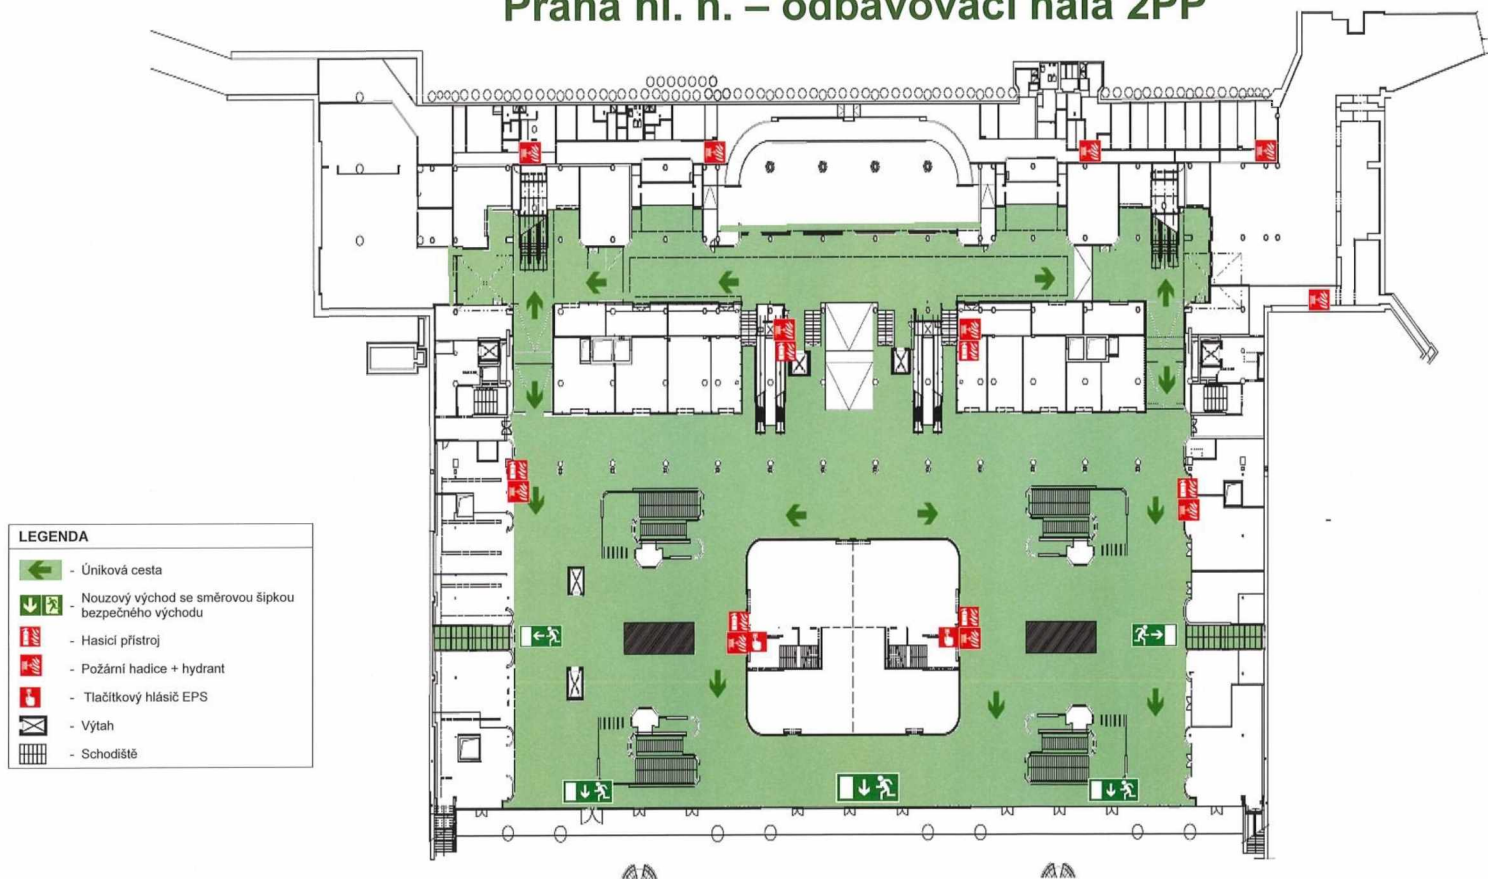 Praha hl. n. – odbavovací hala 2PP
LEGENDA
- Úniková cesta
- Nouzový východ se směrovou šipkou
bezpečného východu
- Hasicí přístroj
- Požární hadice + hydrant
- Tlačítkový hlásič EPS
- Výtah
- Schodiště